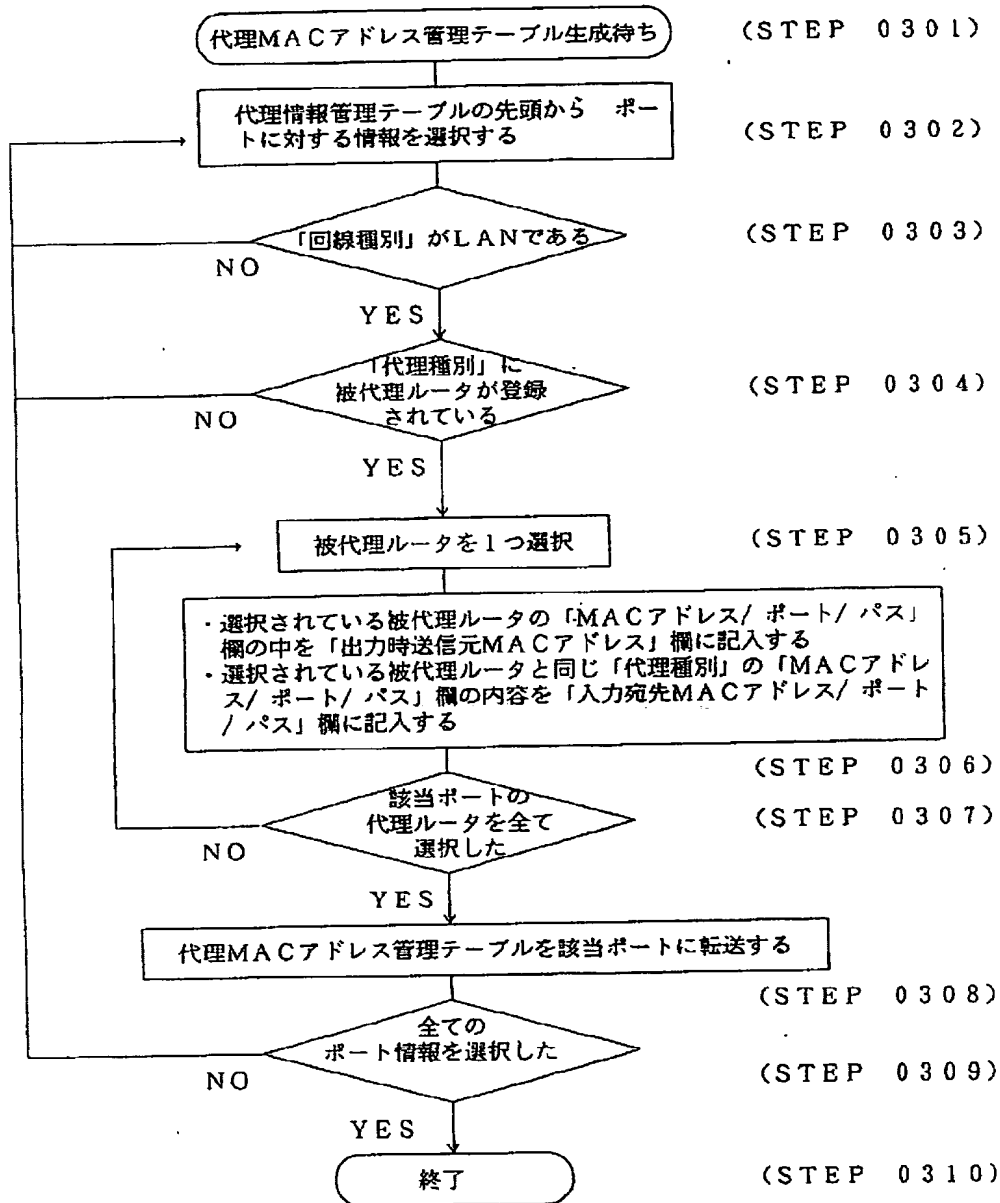 代理MACアドレス管理テーブル生成待ち
(STEP 0301)
代理情報管理テーブルの先頭から ポー
トに対する情報を選択する
(STEP 0302)
「回線種別」がLANである
(STEP 0303)
NO
YES
「代理種別」に
被代理ルータが登録
されている
(STEP 0304)
NO
YES
被代理ルータを1つ選択
(STEP 0305)
・選択されている被代理ルータの「MACアドレス/ ポート/ パス」
欄の中を「出力時送信元MACアドレス」欄に記入する
・選択されている被代理ルータと同じ「代理種別」の「MACアドレ
ス/ ポート/ パス」欄の内容を「入力宛先MACアドレス/ ポート
/ パス」欄に記入する
(STEP 0306)
該当ポートの
代理ルータを全て
選択した
(STEP 0307)
NO
YES
代理MACアドレス管理テーブルを該当ポートに転送する
(STEP 0308)
全ての
ポート情報を選択した
NO
(STEP 0309)
YES
終了
(STEP 0310)